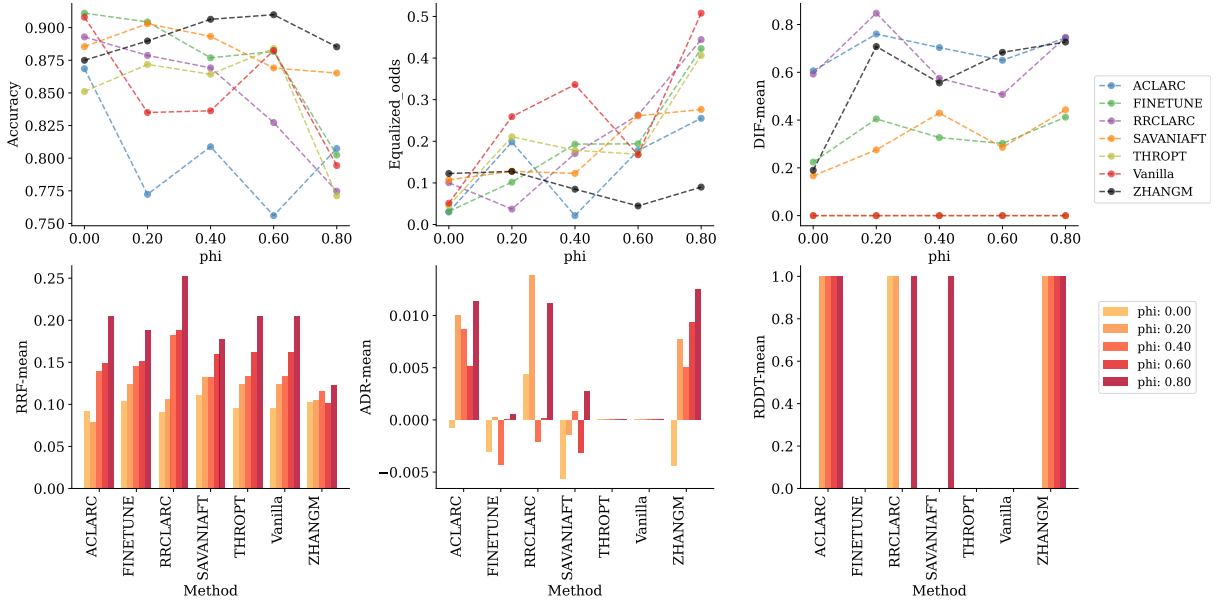 Accuracy
0.900
0.875
0.850
0.825
0.800
0.775
0.750
0.00 0.20 0.40 0.60 0.80
phi
Equalized_odds
0.5
0.4
0.3
0.2
0.1
0.0
0.00 0.20 0.40 0.60 0.80
phi
DIF-mean
0.8
0.6
0.4
0.2
0.0
0.00 0.20 0.40 0.60 0.80
phi
ACLARC
FINETUNE
RRCLARC
SAVANIAFT
THROPT
Vanilla
ZHANGM
RRF-mean
0.25
0.20
0.15
0.10
0.05
0.00
ACLARC
FINETUNE
RRCLARC
SAVANIAFT
THROPT
Vanilla
ZHANGM
Method
ADR-mean
0.010
0.005
0.000
−0.005
ACLARC
FINETUNE
RRCLARC
SAVANIAFT
THROPT
Vanilla
ZHANGM
Method
RDDT-mean
1.0
0.8
0.6
0.4
0.2
0.0
ACLARC
FINETUNE
RRCLARC
SAVANIAFT
THROPT
Vanilla
ZHANGM
Method
phi: 0.00
phi: 0.20
phi: 0.40
phi: 0.60
phi: 0.80